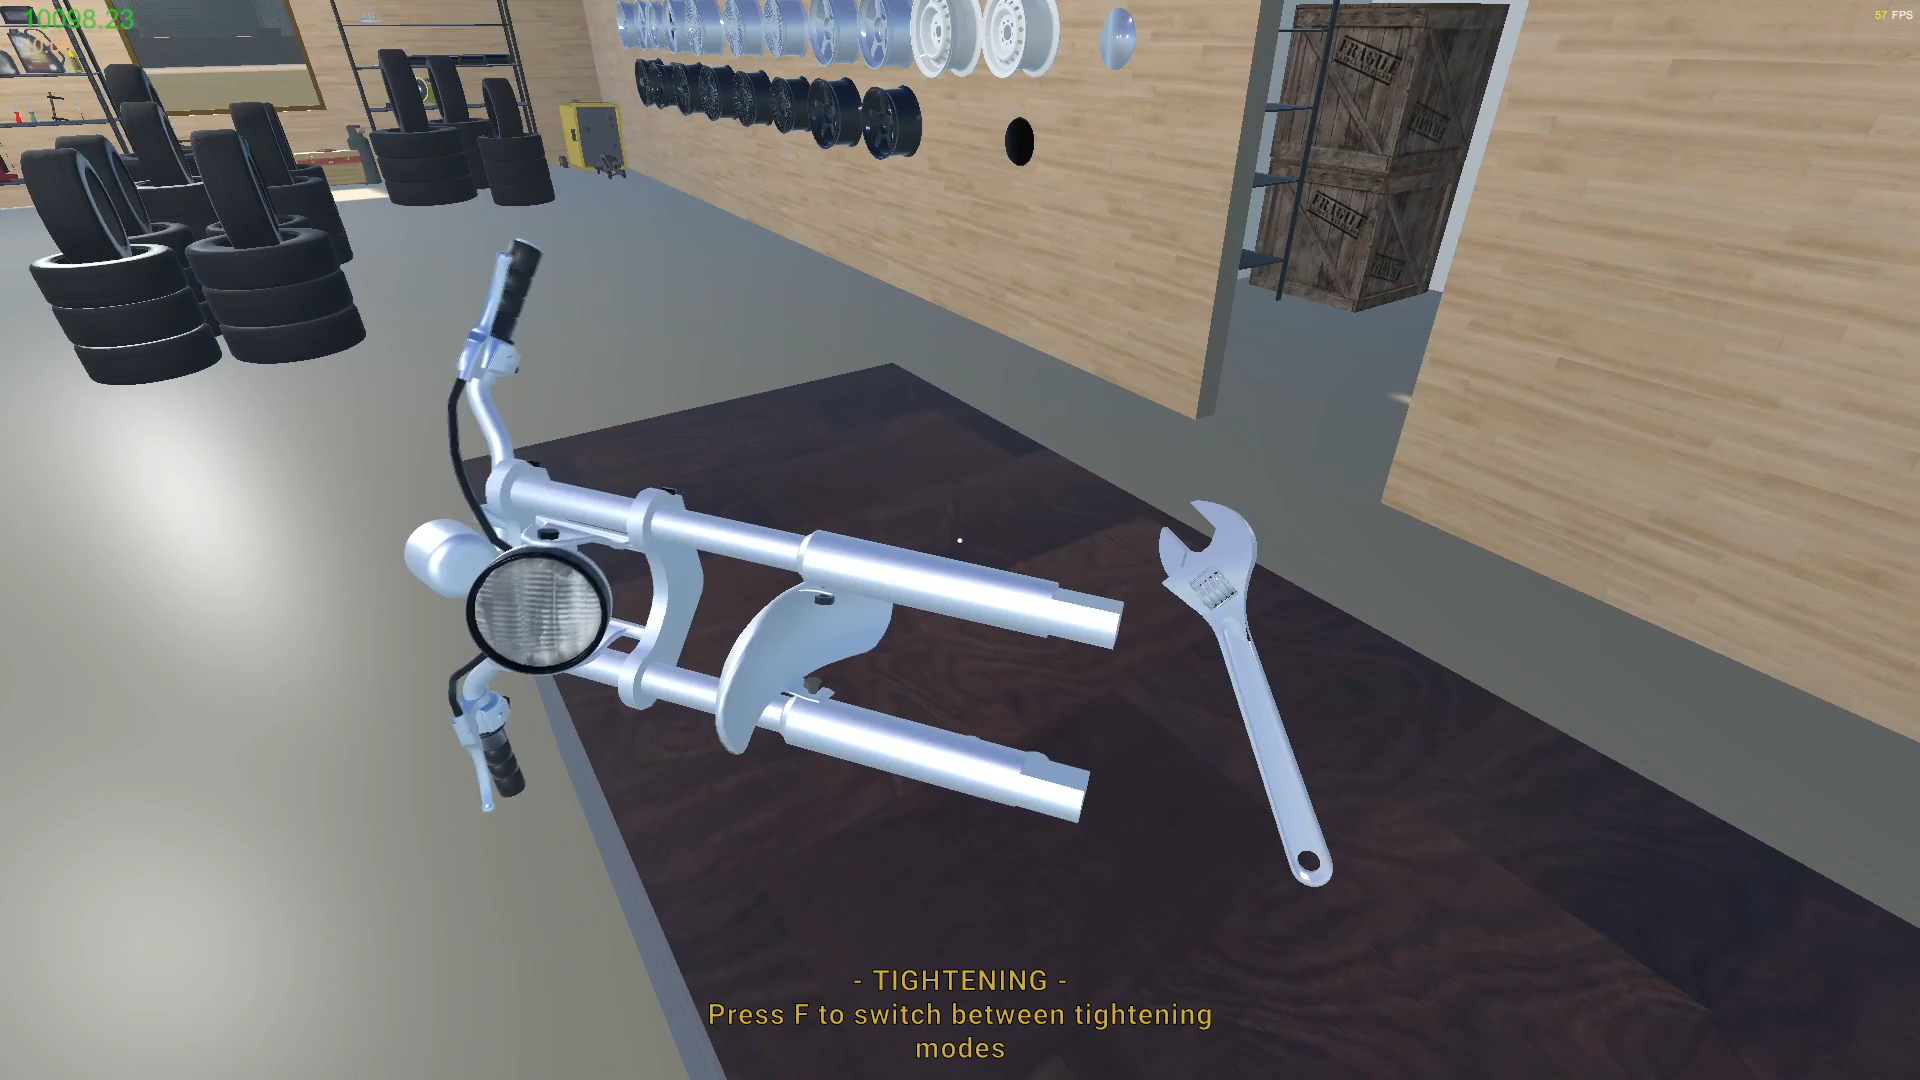 10098.23
57 FPS
FRAGILE
FRAGILE
- TIGHTENING -
Press F to switch between tightening
modes